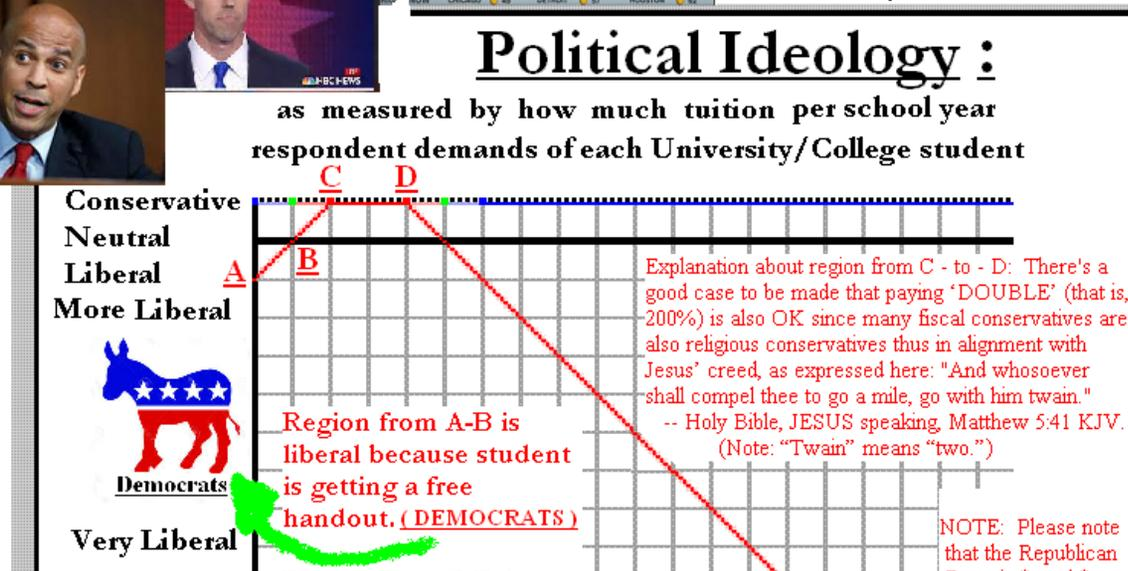 CHICAGO
DETROIT
HOUSTON
NBC NEWS
Political Ideology :
as measured by how much tuition per school year
respondent demands of each University/College student
C
D
Conservative
Neutral
B
Liberal
A
More Liberal
Explanation about region from C - to - D: There's a
good case to be made that paying ‘DOUBLE’ (that is,
200%) is also OK since many fiscal conservatives are
also religious conservatives thus in alignment with
Jesus’ creed, as expressed here: "And whosoever
shall compel thee to go a mile, go with him twain."
-- Holy Bible, JESUS speaking, Matthew 5:41 KJV.
(Note: “Twain” means “two.”)
Region from A-B is
liberal because student
is getting a free
handout. ( DEMOCRATS )
Democrats
Very Liberal
NOTE: Please note
that the Republican